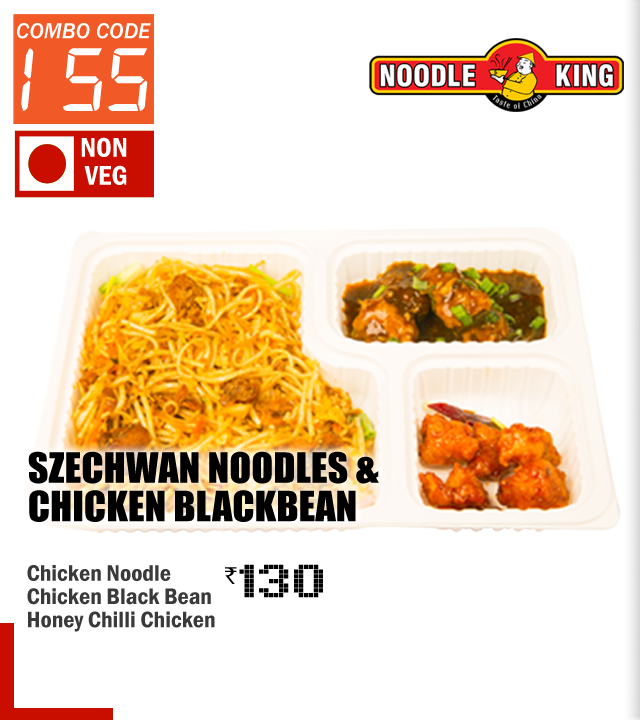 COMBO CODE
155
NON
VEG
NOODLE KING
Taste of China
SZECHWAN NOODLES &
CHICKEN BLACKBEAN
Chicken Noodle
Chicken Black Bean
Honey Chilli Chicken
₹130